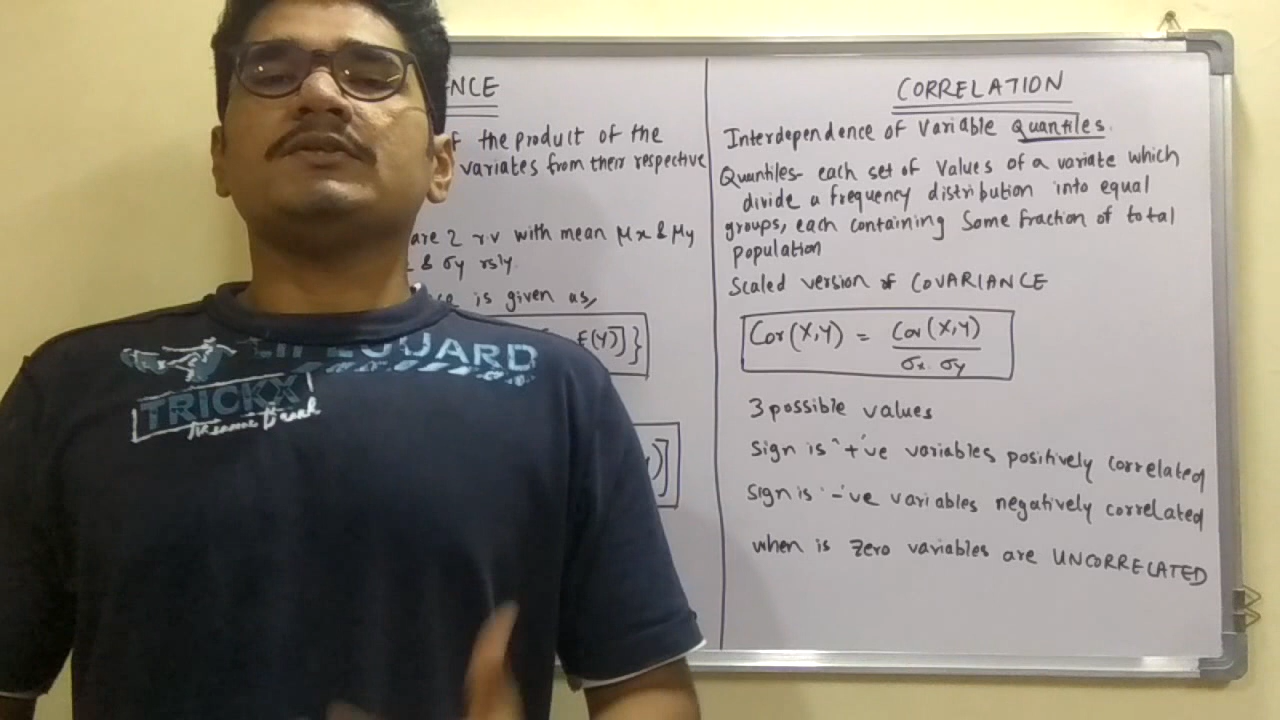 NCE
f the product of the
variates from their respective
are 2 r.v with mean μx & μy
& σy rsly.
is given as,
E(Y)]}
CORRELATION
Interdependence of Variable Quantiles.
Quantiles- each set of values of a variate which
divide a frequency distribution into equal
groups, each containing some fraction of total
population
Scaled version of COVARIANCE
Cor(X,Y) = Cov(X,Y)
σx. σy
3 possible values
Sign is '+'ve variables positively correlated
Sign is '-'ve variables negatively correlated
when is zero variables are UNCORRELATED
LIFEGUARD
TRICKX